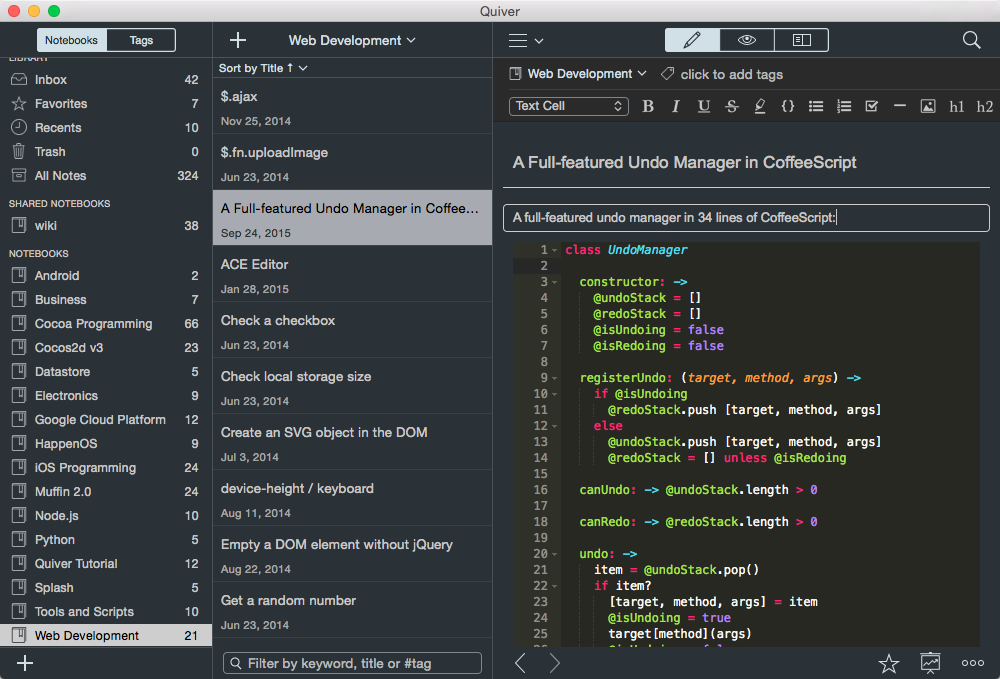 Quiver
Notebooks Tags
LIBRARY
Inbox 42
Favorites 7
Recents 10
Trash 0
All Notes 324
SHARED NOTEBOOKS
wiki 38
NOTEBOOKS
Android 2
Business 7
Cocoa Programming 66
Cocos2d v3 23
Datastore 5
Electronics 9
Google Cloud Platform 12
HappenOS 9
iOS Programming 24
Muffin 2.0 24
Node.js 10
Python 5
Quiver Tutorial 12
Splash 5
Tools and Scripts 10
Web Development 21
Web Development
Sort by Title ↑
$.ajax
Nov 25, 2014
$.fn.uploadImage
Jun 23, 2014
A Full-featured Undo Manager in Coffee...
Sep 24, 2015
ACE Editor
Jan 28, 2015
Check a checkbox
Jun 23, 2014
Check local storage size
Jun 23, 2014
Create an SVG object in the DOM
Jul 3, 2014
device-height / keyboard
Aug 11, 2014
Empty a DOM element without jQuery
Aug 22, 2014
Get a random number
Jun 23, 2014
Filter by keyword, title or #tag
Web Development click to add tags
Text Cell B I U S {} h1 h2
A Full-featured Undo Manager in CoffeeScript
A full-featured undo manager in 34 lines of CoffeeScript:
1 class UndoManager
2
3 constructor: ->
4 @undoStack = []
5 @redoStack = []
6 @isUndoing = false
7 @isRedoing = false
8
9 registerUndo: (target, method, args) ->
10 if @isUndoing
11 @redoStack.push [target, method, args]
12 else
13 @undoStack.push [target, method, args]
14 @redoStack = [] unless @isRedoing
15
16 canUndo: -> @undoStack.length > 0
17
18 canRedo: -> @redoStack.length > 0
19
20 undo: ->
21 item = @undoStack.pop()
22 if item?
23 [target, method, args] = item
24 @isUndoing = true
25 target[method](args)